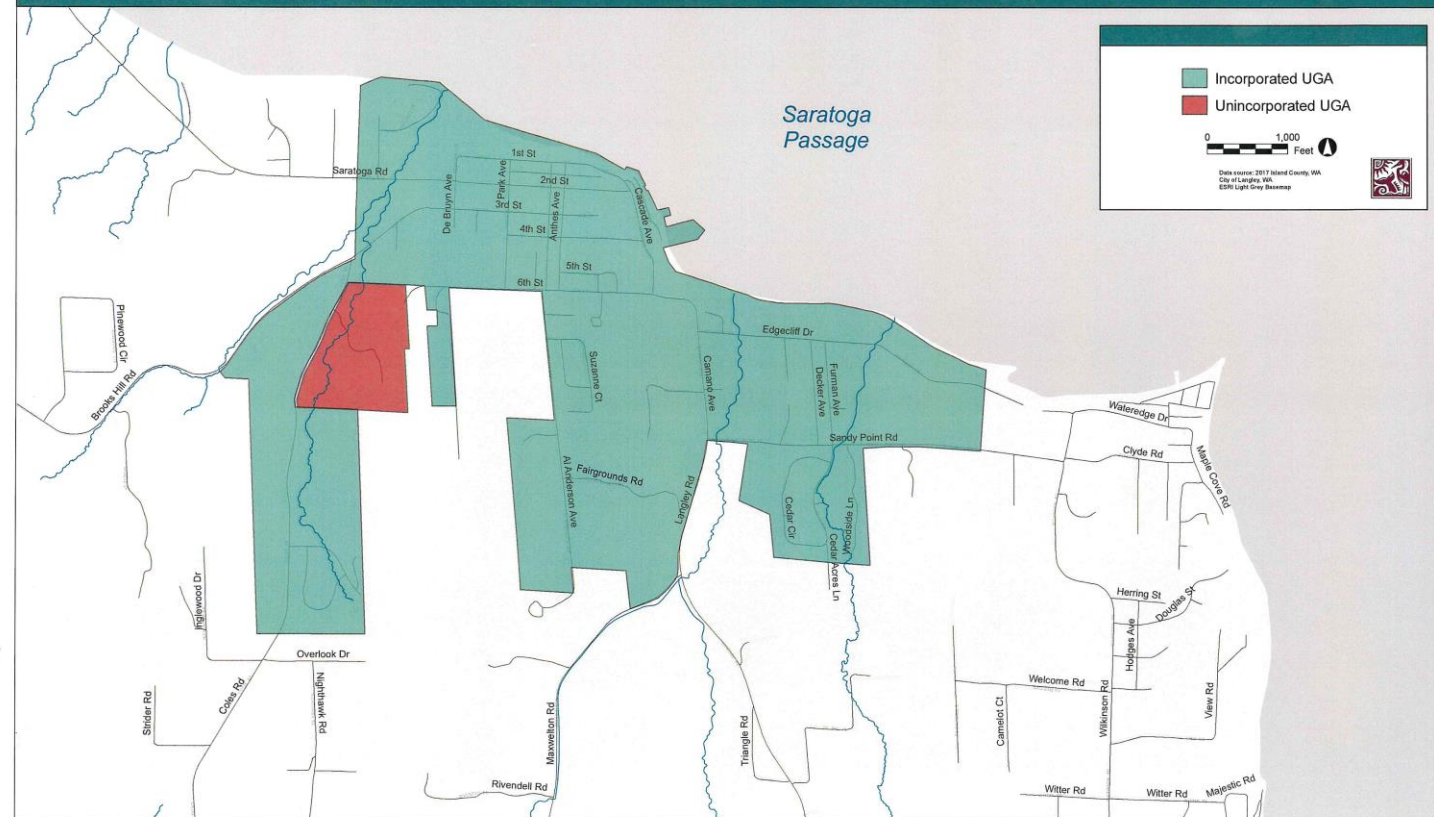 Saratoga
Passage
Incorporated UGA
Unincorporated UGA
0
1,000
Feet
Data source: 2017 Island County, WA
City of Langley, WA
ESRI Light Grey Basemap
Saratoga Rd
1st St
2nd St
3rd St
4th St
5th St
6th St
De Bruyn Ave
Park Ave
Anthes Ave
Cascade Ave
Pinewood Cir
Brooks Hill Rd
Edgecliff Dr
Suzanne Ct
Camano Ave
Decker Ave
Furman Ave
Sandy Point Rd
Wateredge Dr
Clyde Rd
Maple Cove Rd
Al Anderson Ave
Fairgrounds Rd
Langley Rd
Cedar Cir
Woodside Ln
Cedar Acres Ln
Inglewood Dr
Overlook Dr
Strider Rd
Coles Rd
Nighthawk Rd
Maxwelton Rd
Rivendell Rd
Triangle Rd
Herring St
Douglas St
Hodges Ave
Welcome Rd
Camelot Ct
Wilkinson Rd
View Rd
Witter Rd
Witter Rd
Majestic Rd